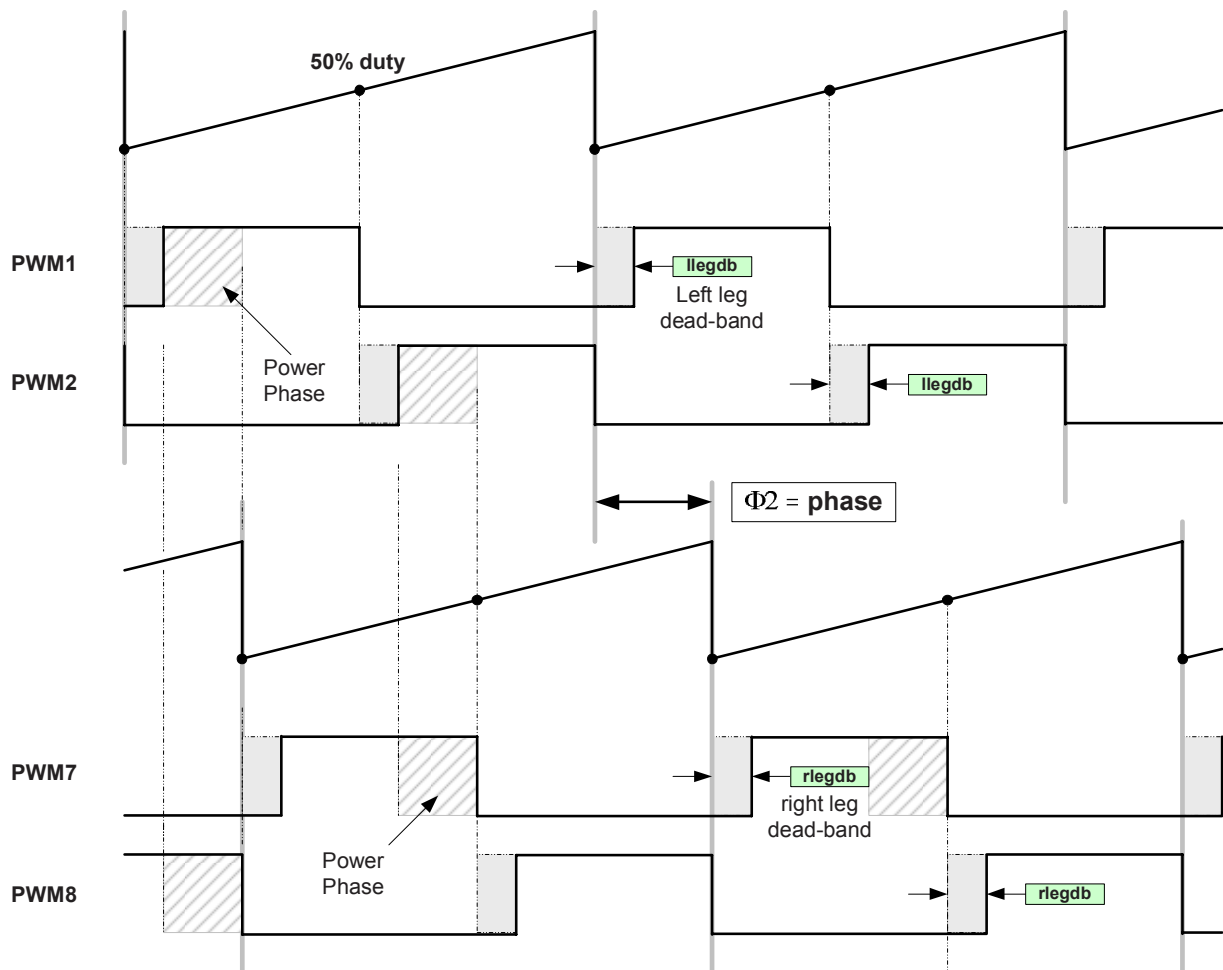 50% duty
PWM1
llegdb
Left leg
dead-band
Power
Phase
PWM2
llegdb
Φ2 = phase
PWM7
rlegdb
right leg
dead-band
Power
Phase
PWM8
rlegdb